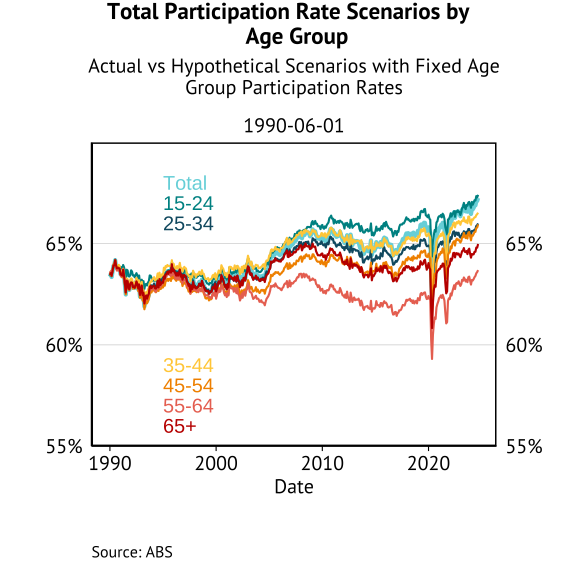 Total Participation Rate Scenarios by
Age Group
Actual vs Hypothetical Scenarios with Fixed Age
Group Participation Rates
1990-06-01
Total
15-24
25-34
65%
65%
60%
60%
35-44
45-54
55-64
65+
55%
55%
1990
2000
2010
2020
Date
Source: ABS